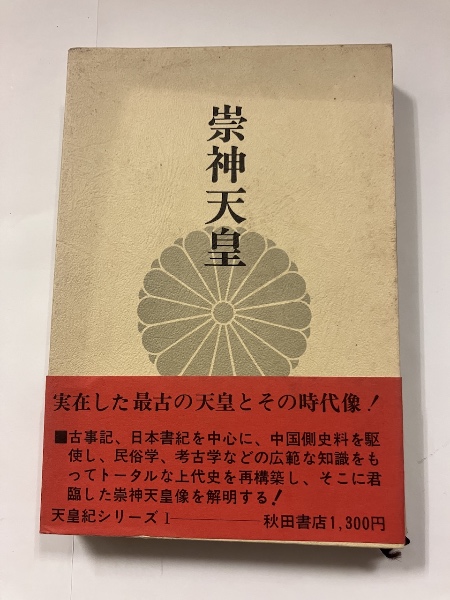 崇神天皇
実在した最古の天皇とその時代像!
■古事記、日本書紀を中心に、中国側史料を駆
使し、民俗学、考古学などの広範な知識をも
ってトータルな上代史を再構築し、そこに君
臨した崇神天皇像を解明する!
天皇紀シリーズ1――秋田書店1,300円